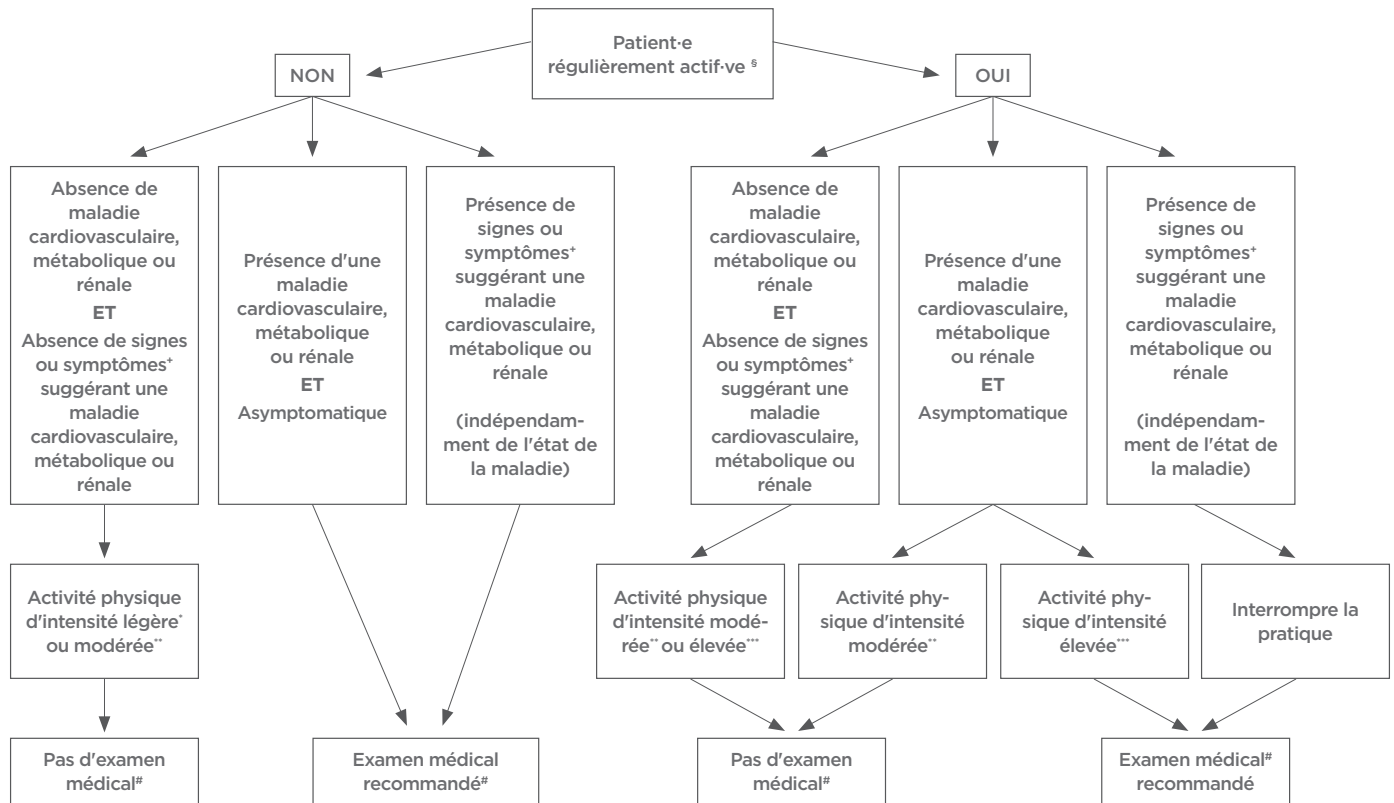 Patient·e
régulièrement actif·ve §
NON
OUI
Absence de
maladie
cardiovasculaire,
métabolique ou
rénale
ET
Absence de signes
ou symptômes⁺
suggérant une
maladie
cardiovasculaire,
métabolique ou
rénale
Présence d'une
maladie
cardiovasculaire,
métabolique
ou rénale
ET
Asymptomatique
Présence de
signes ou
symptômes⁺
suggérant une
maladie
cardiovasculaire,
métabolique ou
rénale
(indépendam-
ment de l'état de
la maladie)
Absence de
maladie
cardiovasculaire,
métabolique ou
rénale
ET
Absence de signes
ou symptômes⁺
suggérant une
maladie
cardiovasculaire,
métabolique ou
rénale
Présence d'une
maladie
cardiovasculaire,
métabolique
ou rénale
ET
Asymptomatique
Présence de
signes ou
symptômes⁺
suggérant une
maladie
cardiovasculaire,
métabolique ou
rénale
(indépendam-
ment de l'état de
la maladie)
Activité physique
d'intensité légère*
ou modérée**
Activité physique
d'intensité modé-
rée** ou élevée***
Activité phy-
sique d'intensité
modérée**
Activité phy-
sique d'intensité
élevée***
Interrompre la
pratique
Pas d'examen
médical#
Examen médical
recommandé#
Pas d'examen
médical#
Examen médical#
recommandé